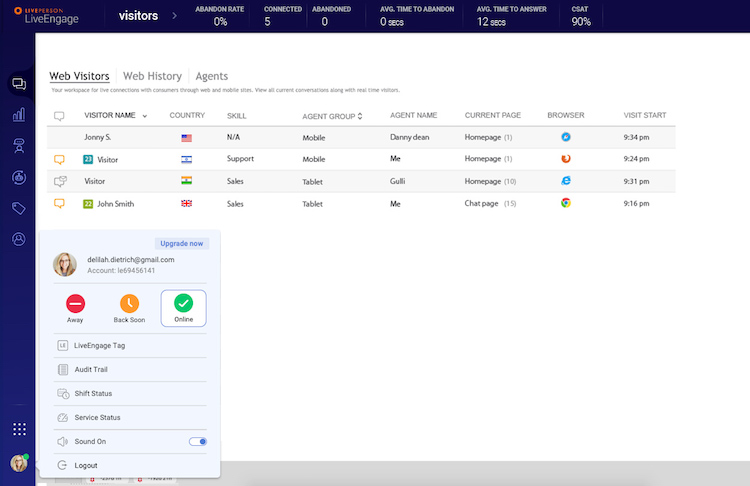 LIVEPERSON
LiveEngage
visitors
ABANDON RATE
0%
CONNECTED
5
ABANDONED
0
AVG. TIME TO ABANDON
0 SECS
AVG. TIME TO ANSWER
12 SECS
CSAT
90%
Web Visitors Web History Agents
Your workspace for live connections with consumers through web and mobile sites. View all current conversations along with real time visitors.
VISITOR NAME COUNTRY SKILL AGENT GROUP AGENT NAME CURRENT PAGE BROWSER VISIT START
Jonny S. N/A Mobile Danny dean Homepage (1) 9:34 pm
23 Visitor Support Mobile Me Homepage (1) 9:24 pm
Visitor Sales Tablet Gulli Homepage (10) 9:31 pm
22 John Smith Sales Tablet Me Chat page (15) 9:16 pm
Upgrade now
delilah.dietrich@gmail.com
Account: le69456141
Away Back Soon Online
LE LiveEngage Tag
Audit Trail
Shift Status
Service Status
Sound On
Logout